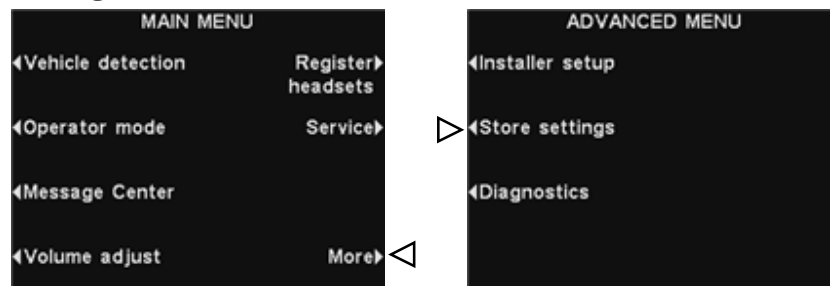 MAIN MENU
Vehicle detection
Register
headsets
Operator mode
Service
Message Center
Volume adjust
More
ADVANCED MENU
Installer setup
Store settings
Diagnostics